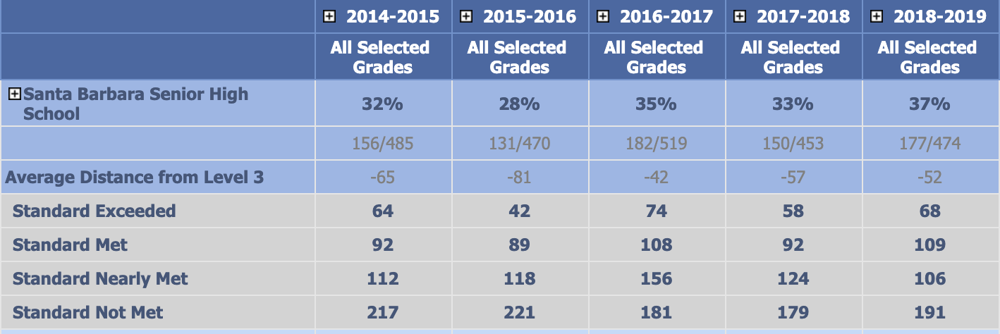 2014-2015 2015-2016 2016-2017 2017-2018 2018-2019
All Selected Grades All Selected Grades All Selected Grades All Selected Grades All Selected Grades
Santa Barbara Senior High School 32% 28% 35% 33% 37%
156/485 131/470 182/519 150/453 177/474
Average Distance from Level 3 -65 -81 -42 -57 -52
Standard Exceeded 64 42 74 58 68
Standard Met 92 89 108 92 109
Standard Nearly Met 112 118 156 124 106
Standard Not Met 217 221 181 179 191